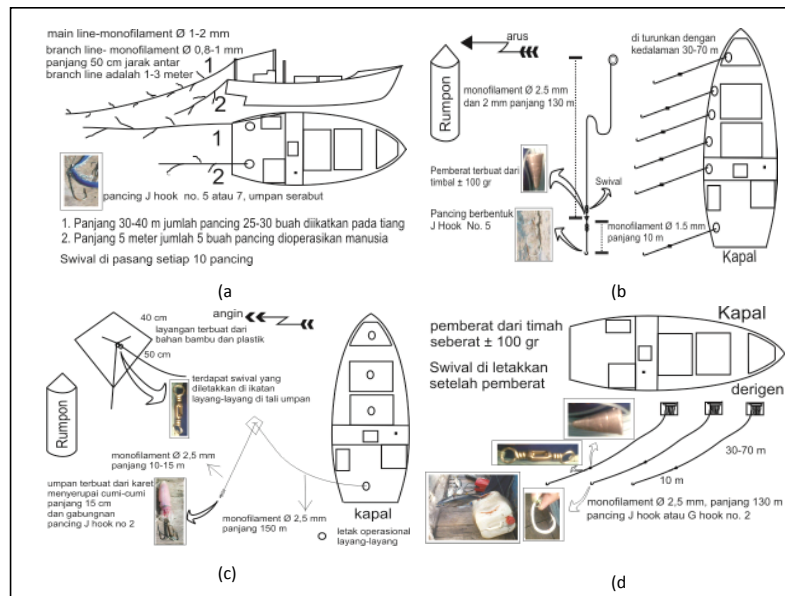 main line-monofilament Ø 1-2 mm
branch line- monofilament Ø 0,8-1 mm
panjang 50 cm jarak antar
branch line adalah 1-3 meter
1
2
1
2
pancing J hook no. 5 atau 7, umpan serabut
1. Panjang 30-40 m jumlah pancing 25-30 buah diikatkan pada tiang
2. Panjang 5 meter jumlah 5 buah pancing dioperasikan manusia
Swival di pasang setiap 10 pancing
(a
Rumpon
arus
monofilament Ø 2.5 mm
dan 2 mm panjang 130 m
di turunkan dengan
kedalaman 30-70 m
Pemberat terbuat dari
timbal ± 100 gr
Swival
Pancing berbentuk
J Hook No. 5
monofilament Ø 1.5 mm
panjang 10 m
Kapal
(b
40 cm
layangan terbuat dari
bahan bambu dan plastik
50 cm
angin
terdapat swival yang
diletakkan di ikatan
layang-layang di tali umpan
Rumpon
monofilament Ø 2,5 mm
panjang 10-15 m
umpan terbuat dari karet
menyerupai cumi-cumi
panjang 15 cm
dan gabungnan
pancing J hook no 2
monofilament Ø 2,5 mm
panjang 150 m
kapal
letak operasional
layang-layang
(c)
pemberat dari timah
seberat ± 100 gr
Swival di letakkan
setelah pemberat
Kapal
derigen
30-70 m
10 m
monofilament Ø 2,5 mm, panjang 130 m
pancing J hook atau G hook no. 2
(d